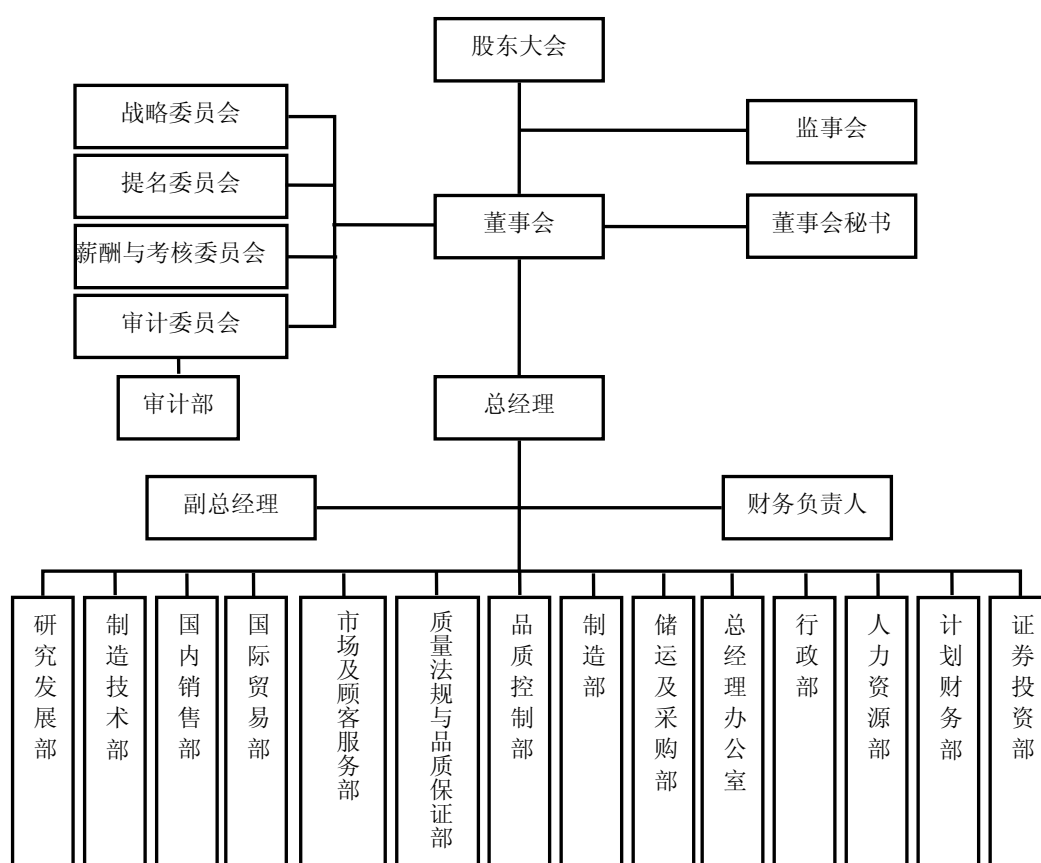 股东大会
战略委员会
监事会
提名委员会
董事会
董事会秘书
薪酬与考核委员会
审计委员会
审计部
总经理
副总经理
财务负责人
研究发展部
制造技术部
国内销售部
国际贸易部
市场及顾客服务部
质量法规与品质保证部
品质控制部
制造部
储运及采购部
总经理办公室
行政部
人力资源部
计划财务部
证券投资部